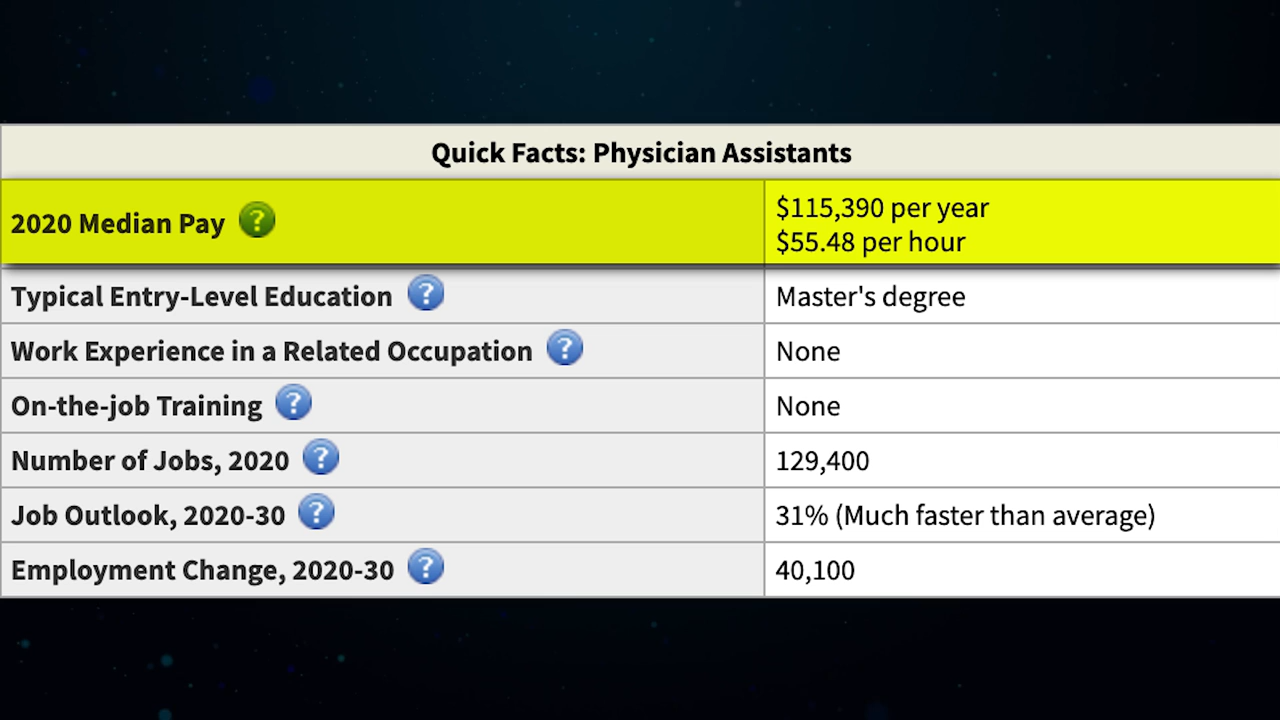 Quick Facts: Physician Assistants
2020 Median Pay ?
$115,390 per year
$55.48 per hour
Typical Entry-Level Education ?
Master's degree
Work Experience in a Related Occupation ?
None
On-the-job Training ?
None
Number of Jobs, 2020 ?
129,400
Job Outlook, 2020-30 ?
31% (Much faster than average)
Employment Change, 2020-30 ?
40,100